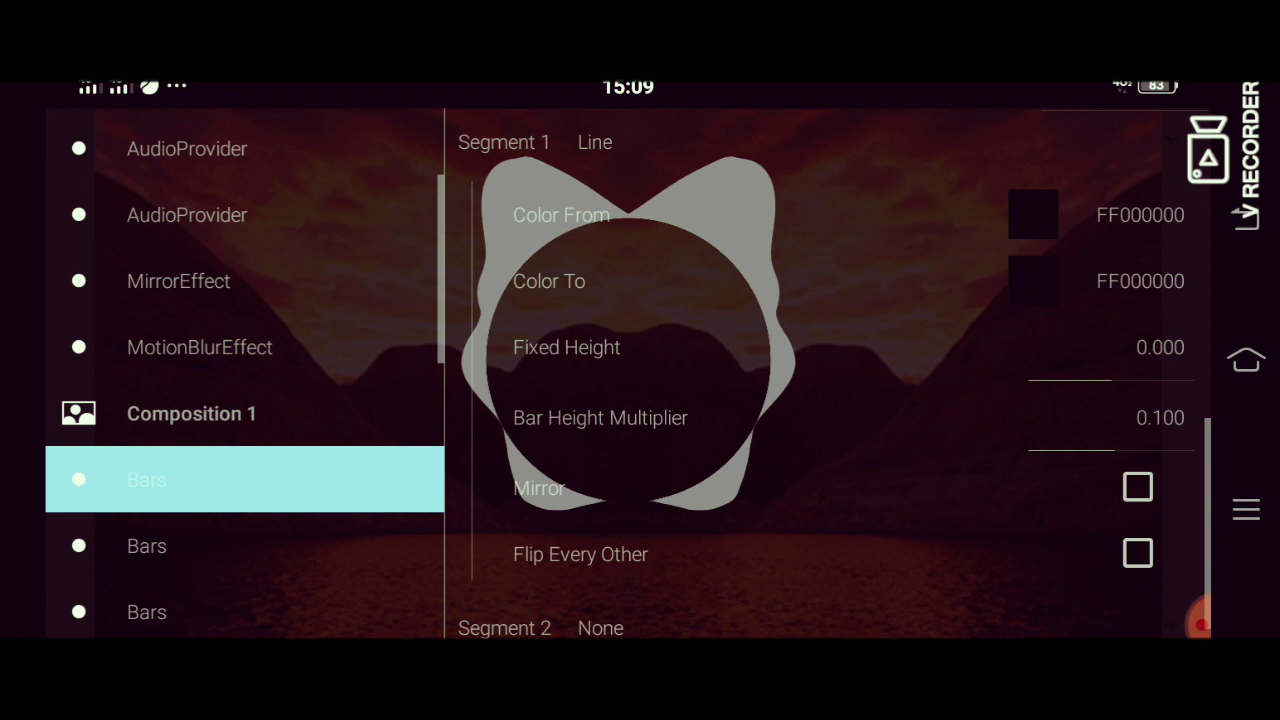 15:09
83
V RECORDER
AudioProvider
AudioProvider
MirrorEffect
MotionBlurEffect
Composition 1
Bars
Bars
Bars
Segment 1 Line
Color From FF000000
Color To FF000000
Fixed Height 0.000
Bar Height Multiplier 0.100
Mirror
Flip Every Other
Segment 2 None